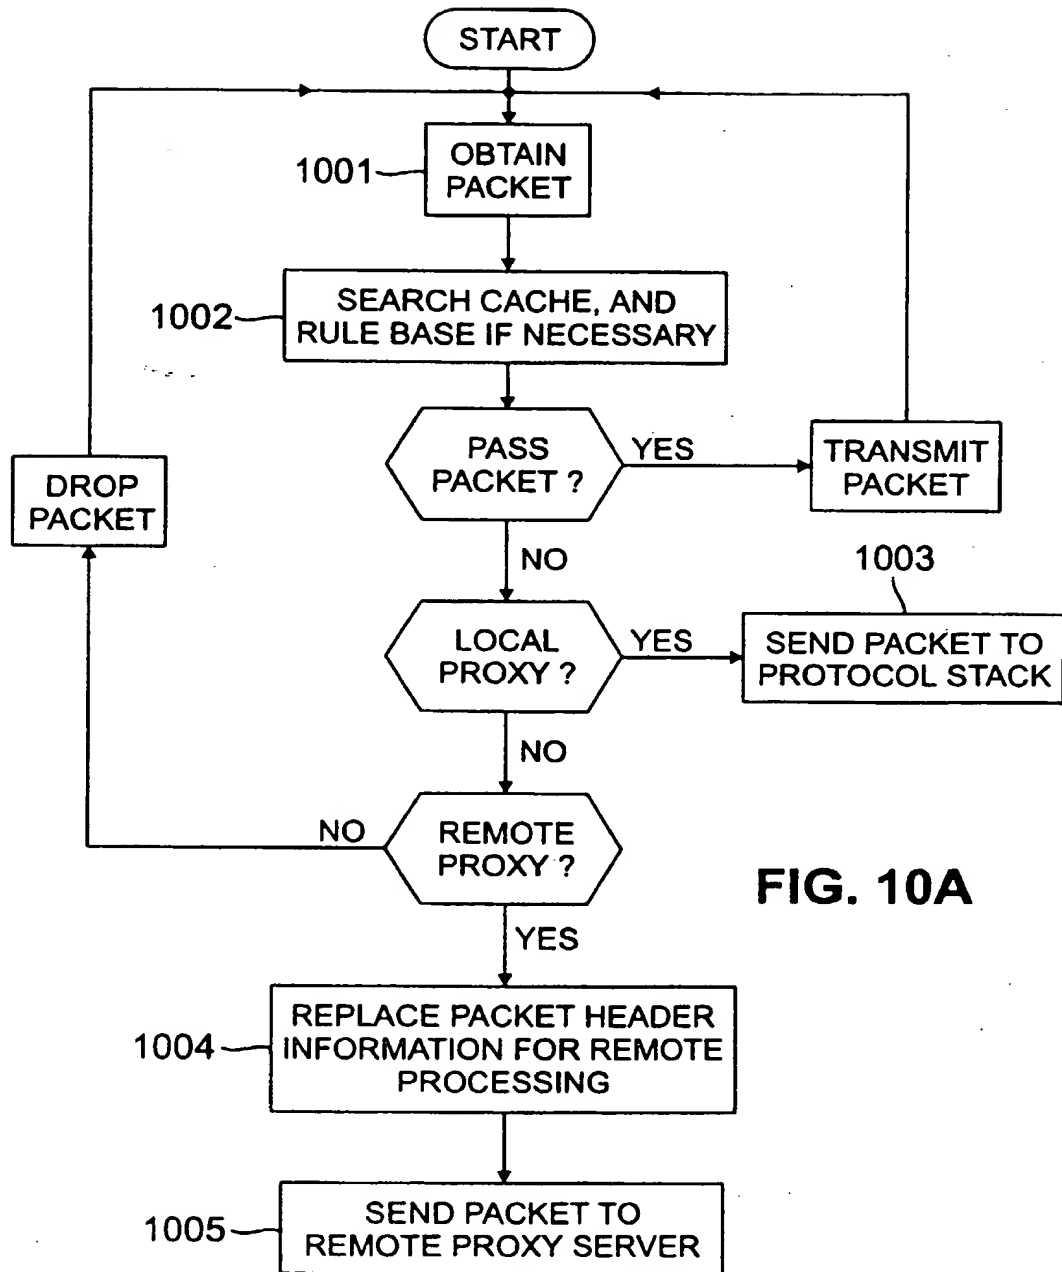 START
1001
OBTAIN
PACKET
1002
SEARCH CACHE, AND
RULE BASE IF NECESSARY
PASS
PACKET ?
YES
TRANSMIT
PACKET
DROP
PACKET
NO
1003
LOCAL
PROXY ?
YES
SEND PACKET TO
PROTOCOL STACK
NO
REMOTE
PROXY ?
NO
FIG. 10A
YES
1004
REPLACE PACKET HEADER
INFORMATION FOR REMOTE
PROCESSING
1005
SEND PACKET TO
REMOTE PROXY SERVER